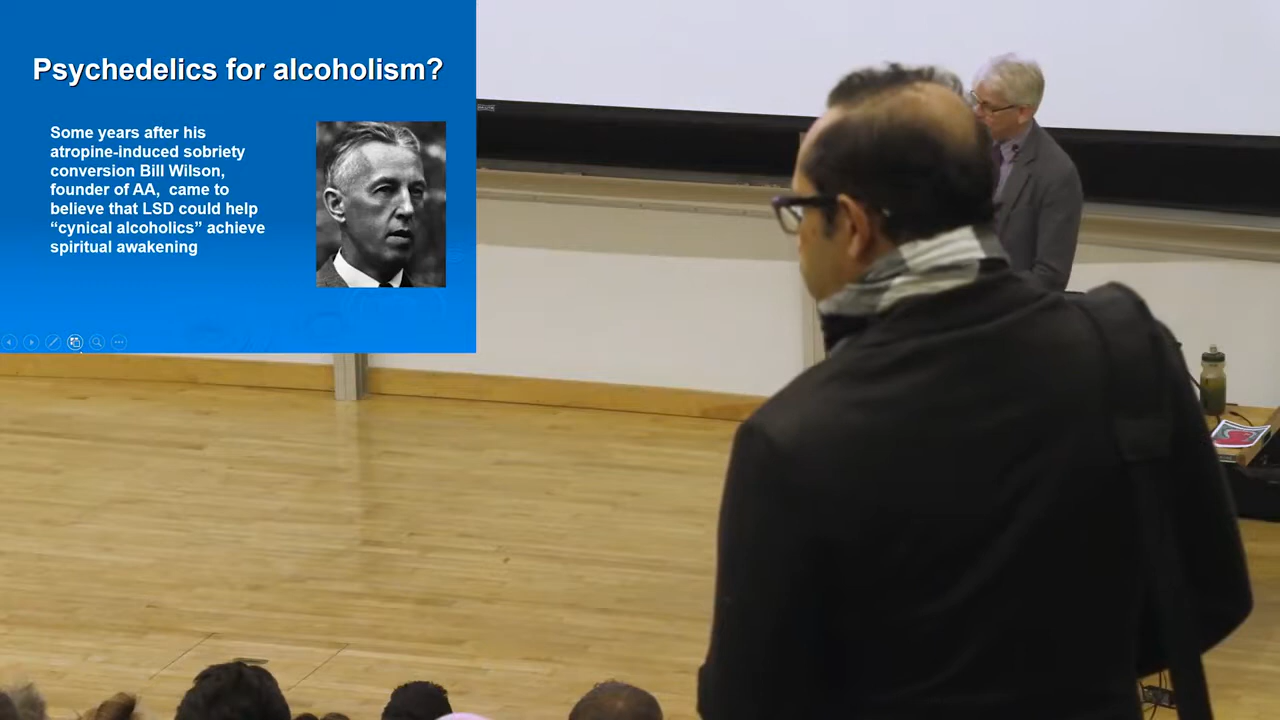 Psychedelics for alcoholism?
Some years after his
atropine-induced sobriety
conversion Bill Wilson,
founder of AA,  came to
believe that LSD could help
“cynical alcoholics” achieve
spiritual awakening